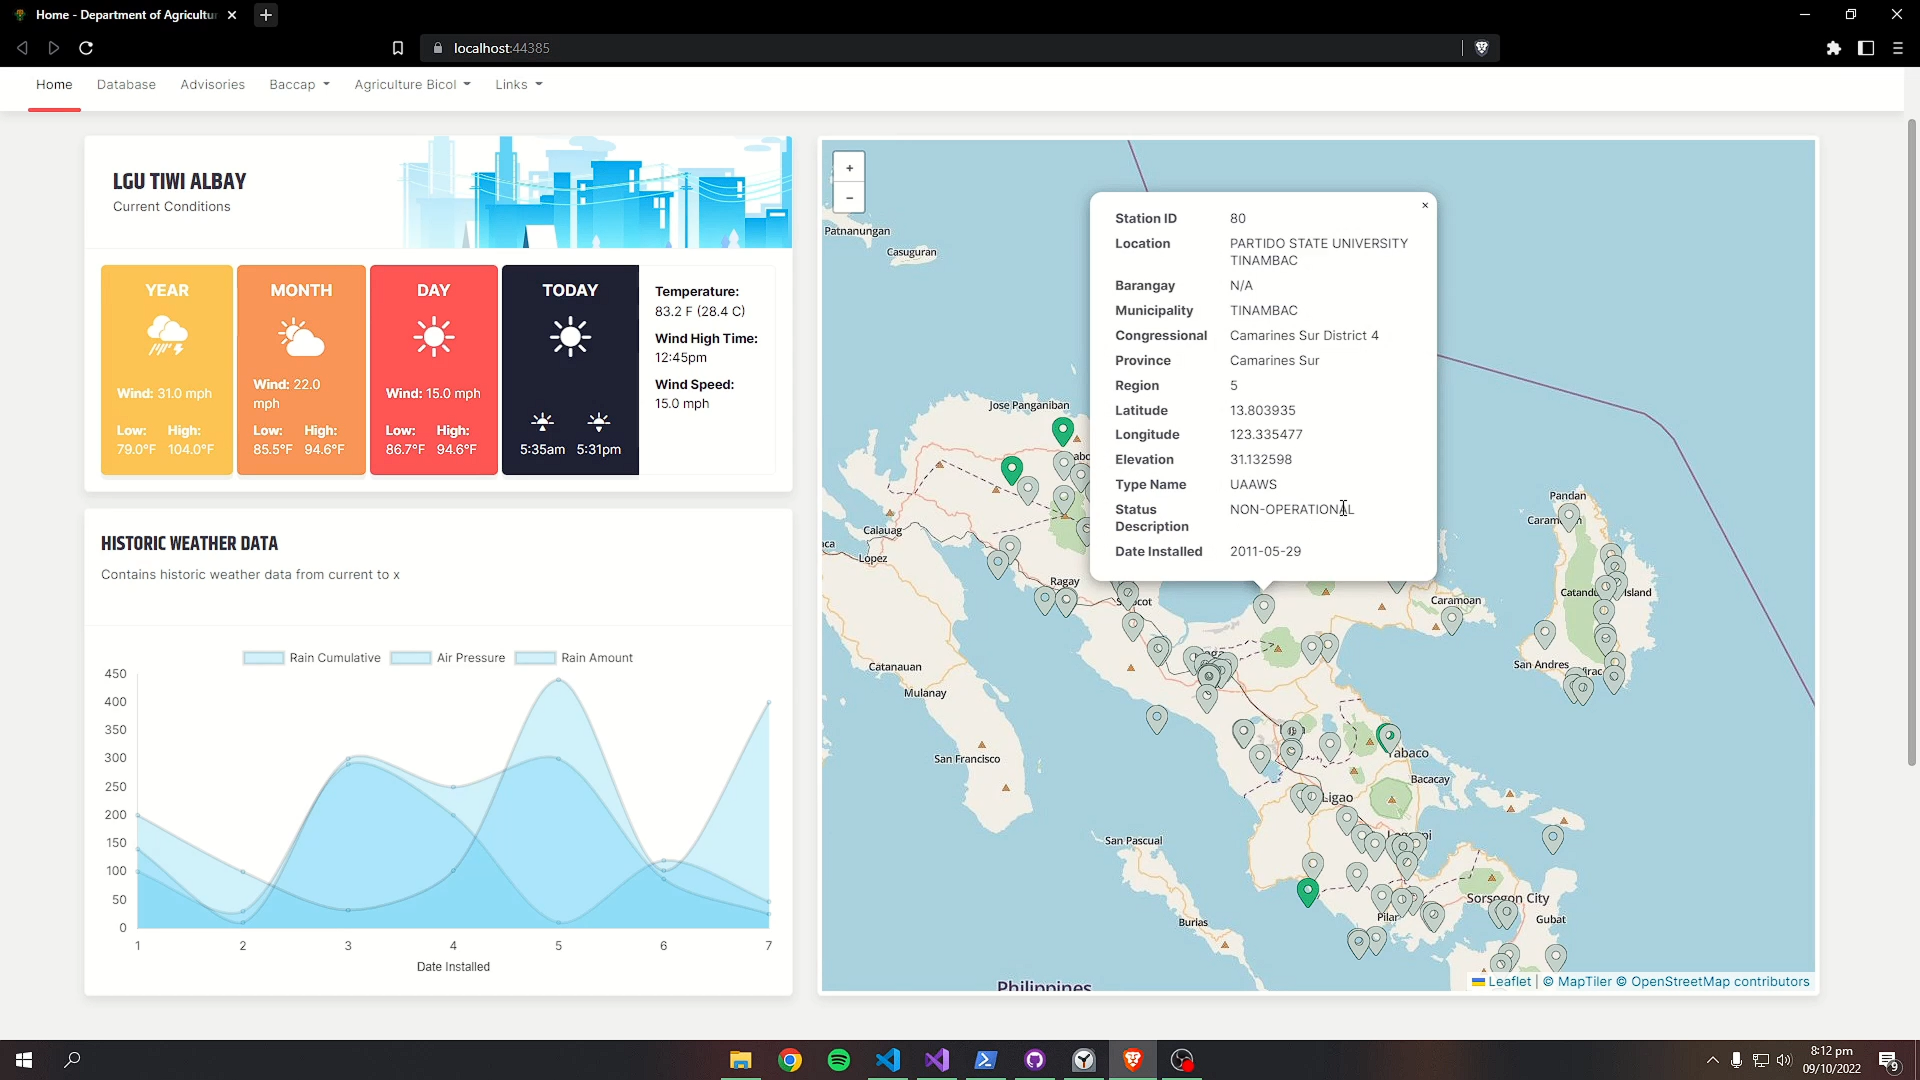 Home - Department of Agricultu
localhost:44385
Home Database Advisories Baccap Agriculture Bicol Links
LGU TIWI ALBAY
Current Conditions
YEAR
Wind: 31.0 mph
Low: High:
79.0°F 104.0°F
MONTH
Wind: 22.0
mph
Low: High:
85.5°F 94.6°F
DAY
Wind: 15.0 mph
Low: High:
86.7°F 94.6°F
TODAY
5:35am 5:31pm
Temperature:
83.2 F (28.4 C)
Wind High Time:
12:45pm
Wind Speed:
15.0 mph
HISTORIC WEATHER DATA
Contains historic weather data from current to x
Rain Cumulative Air Pressure Rain Amount
450
400
350
300
250
200
150
100
50
0
1 2 3 4 5 6 7
Date Installed
+
−
Station ID 80
Location PARTIDO STATE UNIVERSITY
TINAMBAC
Barangay N/A
Municipality TINAMBAC
Congressional Camarines Sur District 4
Province Camarines Sur
Region 5
Latitude 13.803935
Longitude 123.335477
Elevation 31.132598
Type Name UAAWS
Status NON-OPERATIONAL
Description
Date Installed 2011-05-29
Patnanungan
Casuguran
Jose Panganiban
Calauag
Lopez
Ragay
Pandan
Caramoan
Catanauan
Mulanay
San Andres
Island
San Francisco
Tabaco
Bacacay
Ligao
San Pascual
Burias
Pilar
Sorsogon City
Gubat
Philippines
Leaflet | © MapTiler © OpenStreetMap contributors
8:12 pm
09/10/2022
9